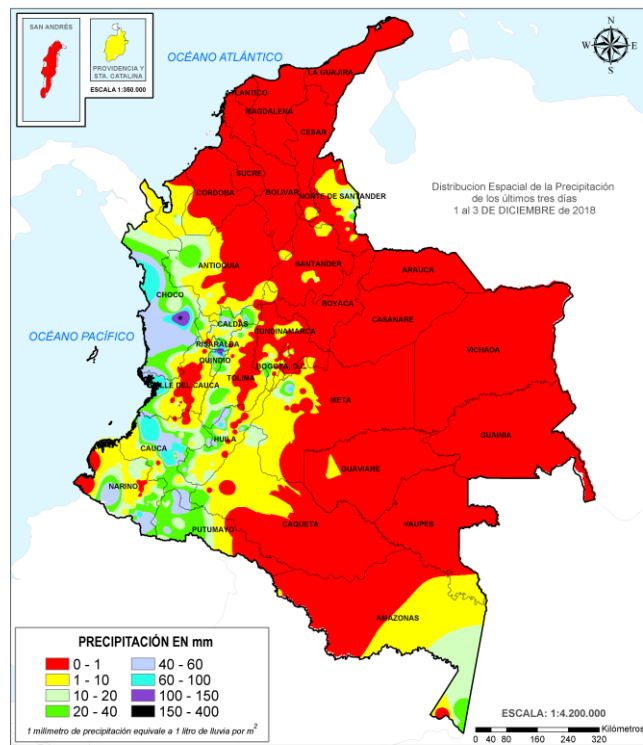 SAN ANDRÉS
PROVIDENCIA Y
STA. CATALINA
ESCALA 1:350.000
OCÉANO ATLÁNTICO
N
W E
S
LA GUAJIRA
ATLANTICO
MAGDALENA
CESAR
SUCRE
CORDOBA
BOLIVAR
NORTE DE SANTANDER
Distribucion Espacial de la Precipitación
de los últimos tres días
1 al 3 DE DICIEMBRE de 2018
ANTIOQUIA
SANTANDER
ARAUCA
CHOCO
BOYACA
CASANARE
OCÉANO PACÍFICO
CALDAS
CUNDINAMARCA
RISARALDA
QUINDIO
BOGOTA, D.C.
VICHADA
VALLE DEL CAUCA
TOLIMA
META
GUAINIA
CAUCA
HUILA
GUAVIARE
NARIÑO
PUTUMAYO
CAQUETA
VAUPES
AMAZONAS
PRECIPITACIÓN EN mm
0 - 1 40 - 60
1 - 10 60 - 100
10 - 20 100 - 150
20 - 40 150 - 400
1 milímetro de precipitación equivale a 1 litro de lluvia por m²
ESCALA: 1:4.200.000
Kilómetros
0 40 80 160 240 320